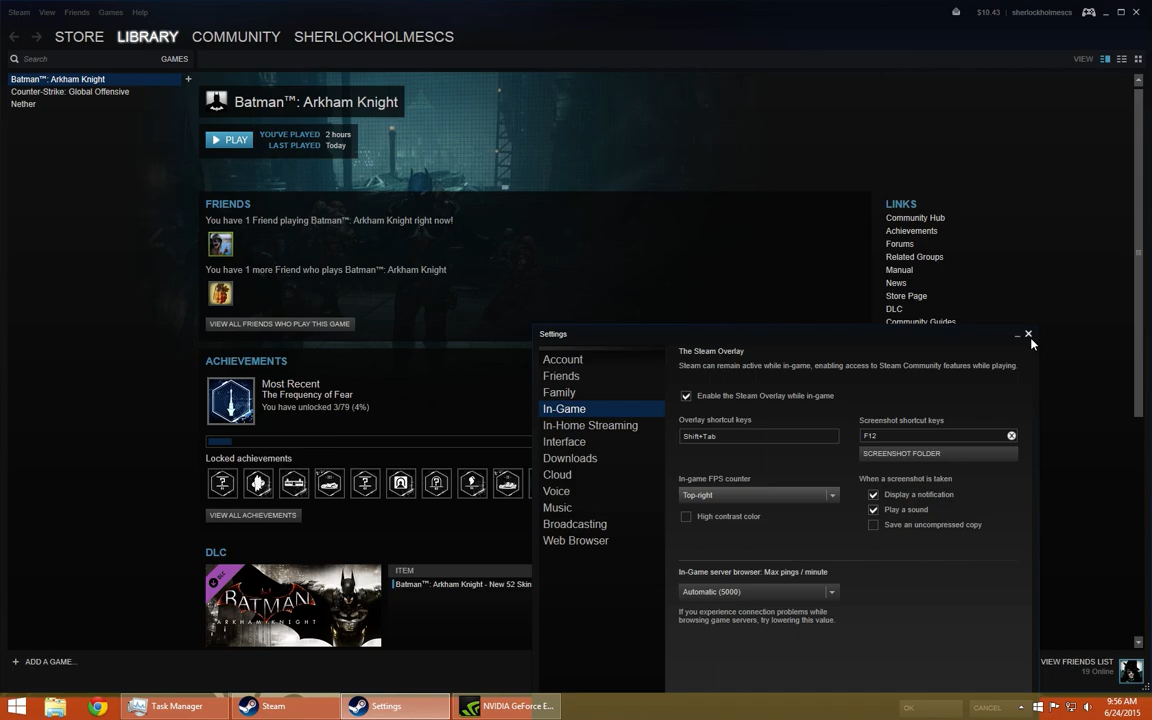 Steam View Friends Games Help
$10.43 sherlockholmescs
STORE LIBRARY COMMUNITY SHERLOCKHOLMESCS
Search GAMES VIEW
Batman™: Arkham Knight
Counter-Strike: Global Offensive
Nether
Batman™: Arkham Knight
PLAY
YOU'VE PLAYED 2 hours
LAST PLAYED Today
FRIENDS
You have 1 Friend playing Batman™: Arkham Knight right now!
You have 1 more Friend who plays Batman™: Arkham Knight
VIEW ALL FRIENDS WHO PLAY THIS GAME
ACHIEVEMENTS
Most Recent
The Frequency of Fear
You have unlocked 3/79 (4%)
Locked achievements
VIEW ALL ACHIEVEMENTS
DLC
ITEM
Batman™: Arkham Knight - New 52 Skin
BATMAN
ARKHAM KNIGHT
DLC
LINKS
Community Hub
Achievements
Forums
Related Groups
Manual
News
Store Page
DLC
Community Guides
Settings
Account
Friends
Family
In-Game
In-Home Streaming
Interface
Downloads
Cloud
Voice
Music
Broadcasting
Web Browser
The Steam Overlay
Steam can remain active while in-game, enabling access to Steam Community features while playing.
Enable the Steam Overlay while in-game
Overlay shortcut keys
Shift+Tab
Screenshot shortcut keys
F12
SCREENSHOT FOLDER
In-game FPS counter
Top-right
High contrast color
When a screenshot is taken
Display a notification
Play a sound
Save an uncompressed copy
In-Game server browser: Max pings / minute
Automatic (5000)
If you experience connection problems while
browsing game servers, try lowering this value.
OK CANCEL
ADD A GAME...
VIEW FRIENDS LIST
19 Online
Task Manager
Steam
Settings
NVIDIA GeForce E...
9:56 AM
6/24/2015